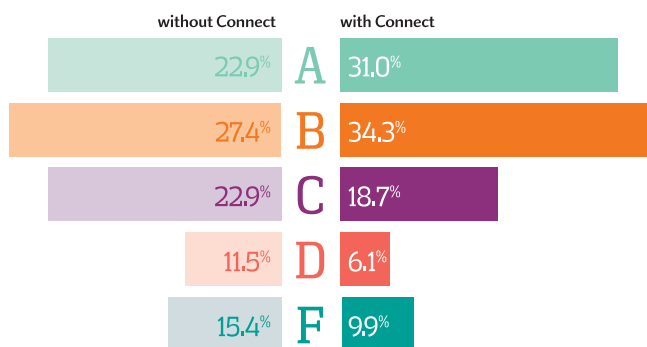 without Connect with Connect
22.9% A 31.0%
27.4% B 34.3%
22.9% C 18.7%
11.5% D 6.1%
15.4% F 9.9%